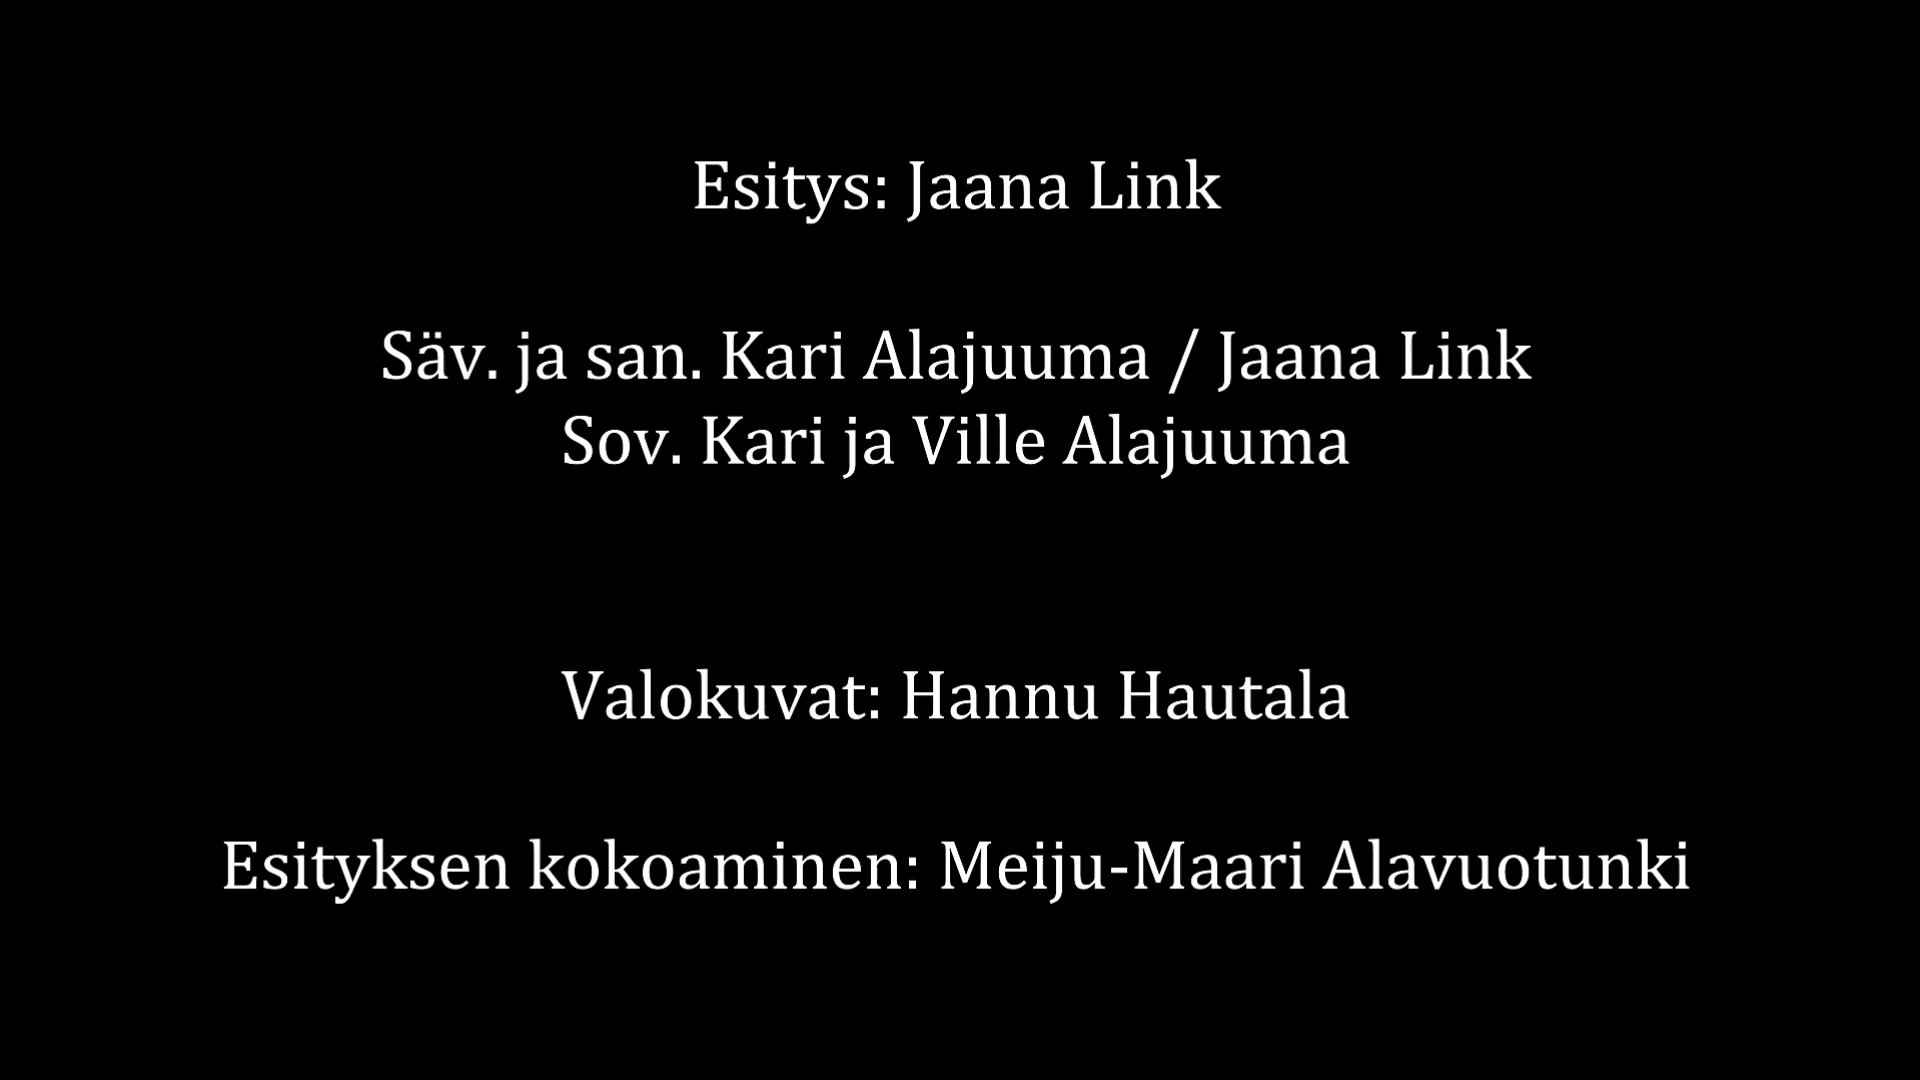 Esitys: Jaana Link
Säv. ja san. Kari Alajuuma / Jaana Link
Sov. Kari ja Ville Alajuuma
Valokuvat: Hannu Hautala
Esityksen kokoaminen: Meiju-Maari Alavuotunki